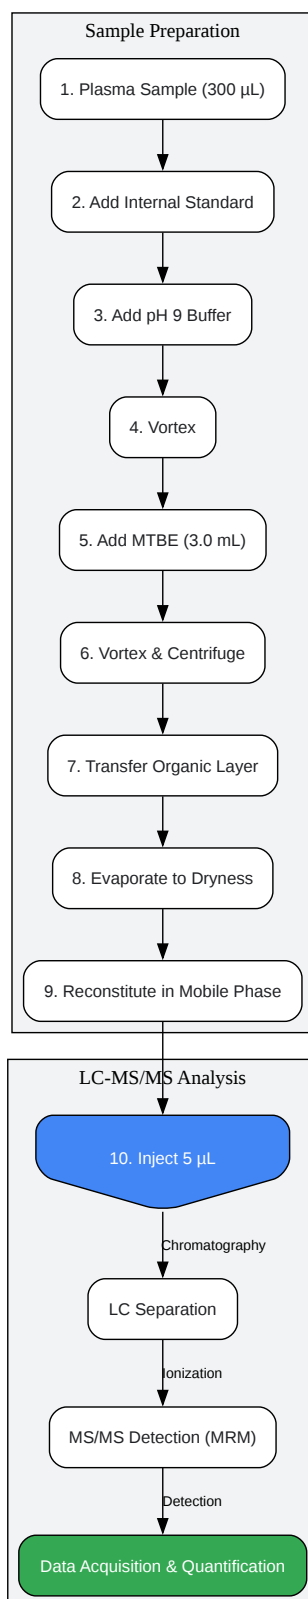 Sample Preparation
1. Plasma Sample (300 µL)
2. Add Internal Standard
3. Add pH 9 Buffer
4. Vortex
5. Add MTBE (3.0 mL)
6. Vortex & Centrifuge
7. Transfer Organic Layer
8. Evaporate to Dryness
9. Reconstitute in Mobile Phase
LC-MS/MS Analysis
10. Inject 5 µL
Chromatography
LC Separation
Ionization
MS/MS Detection (MRM)
Detection
Data Acquisition & Quantification